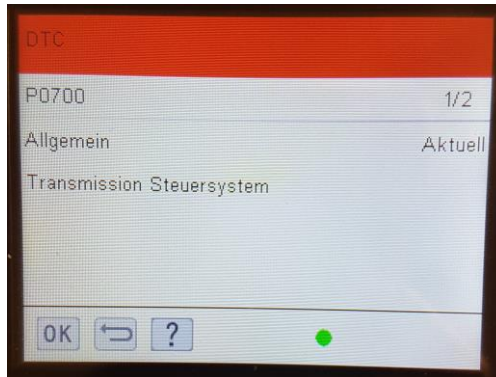 DTC
P0700 1/2
Allgemein Aktuell
Transmission Steuersystem
OK ?